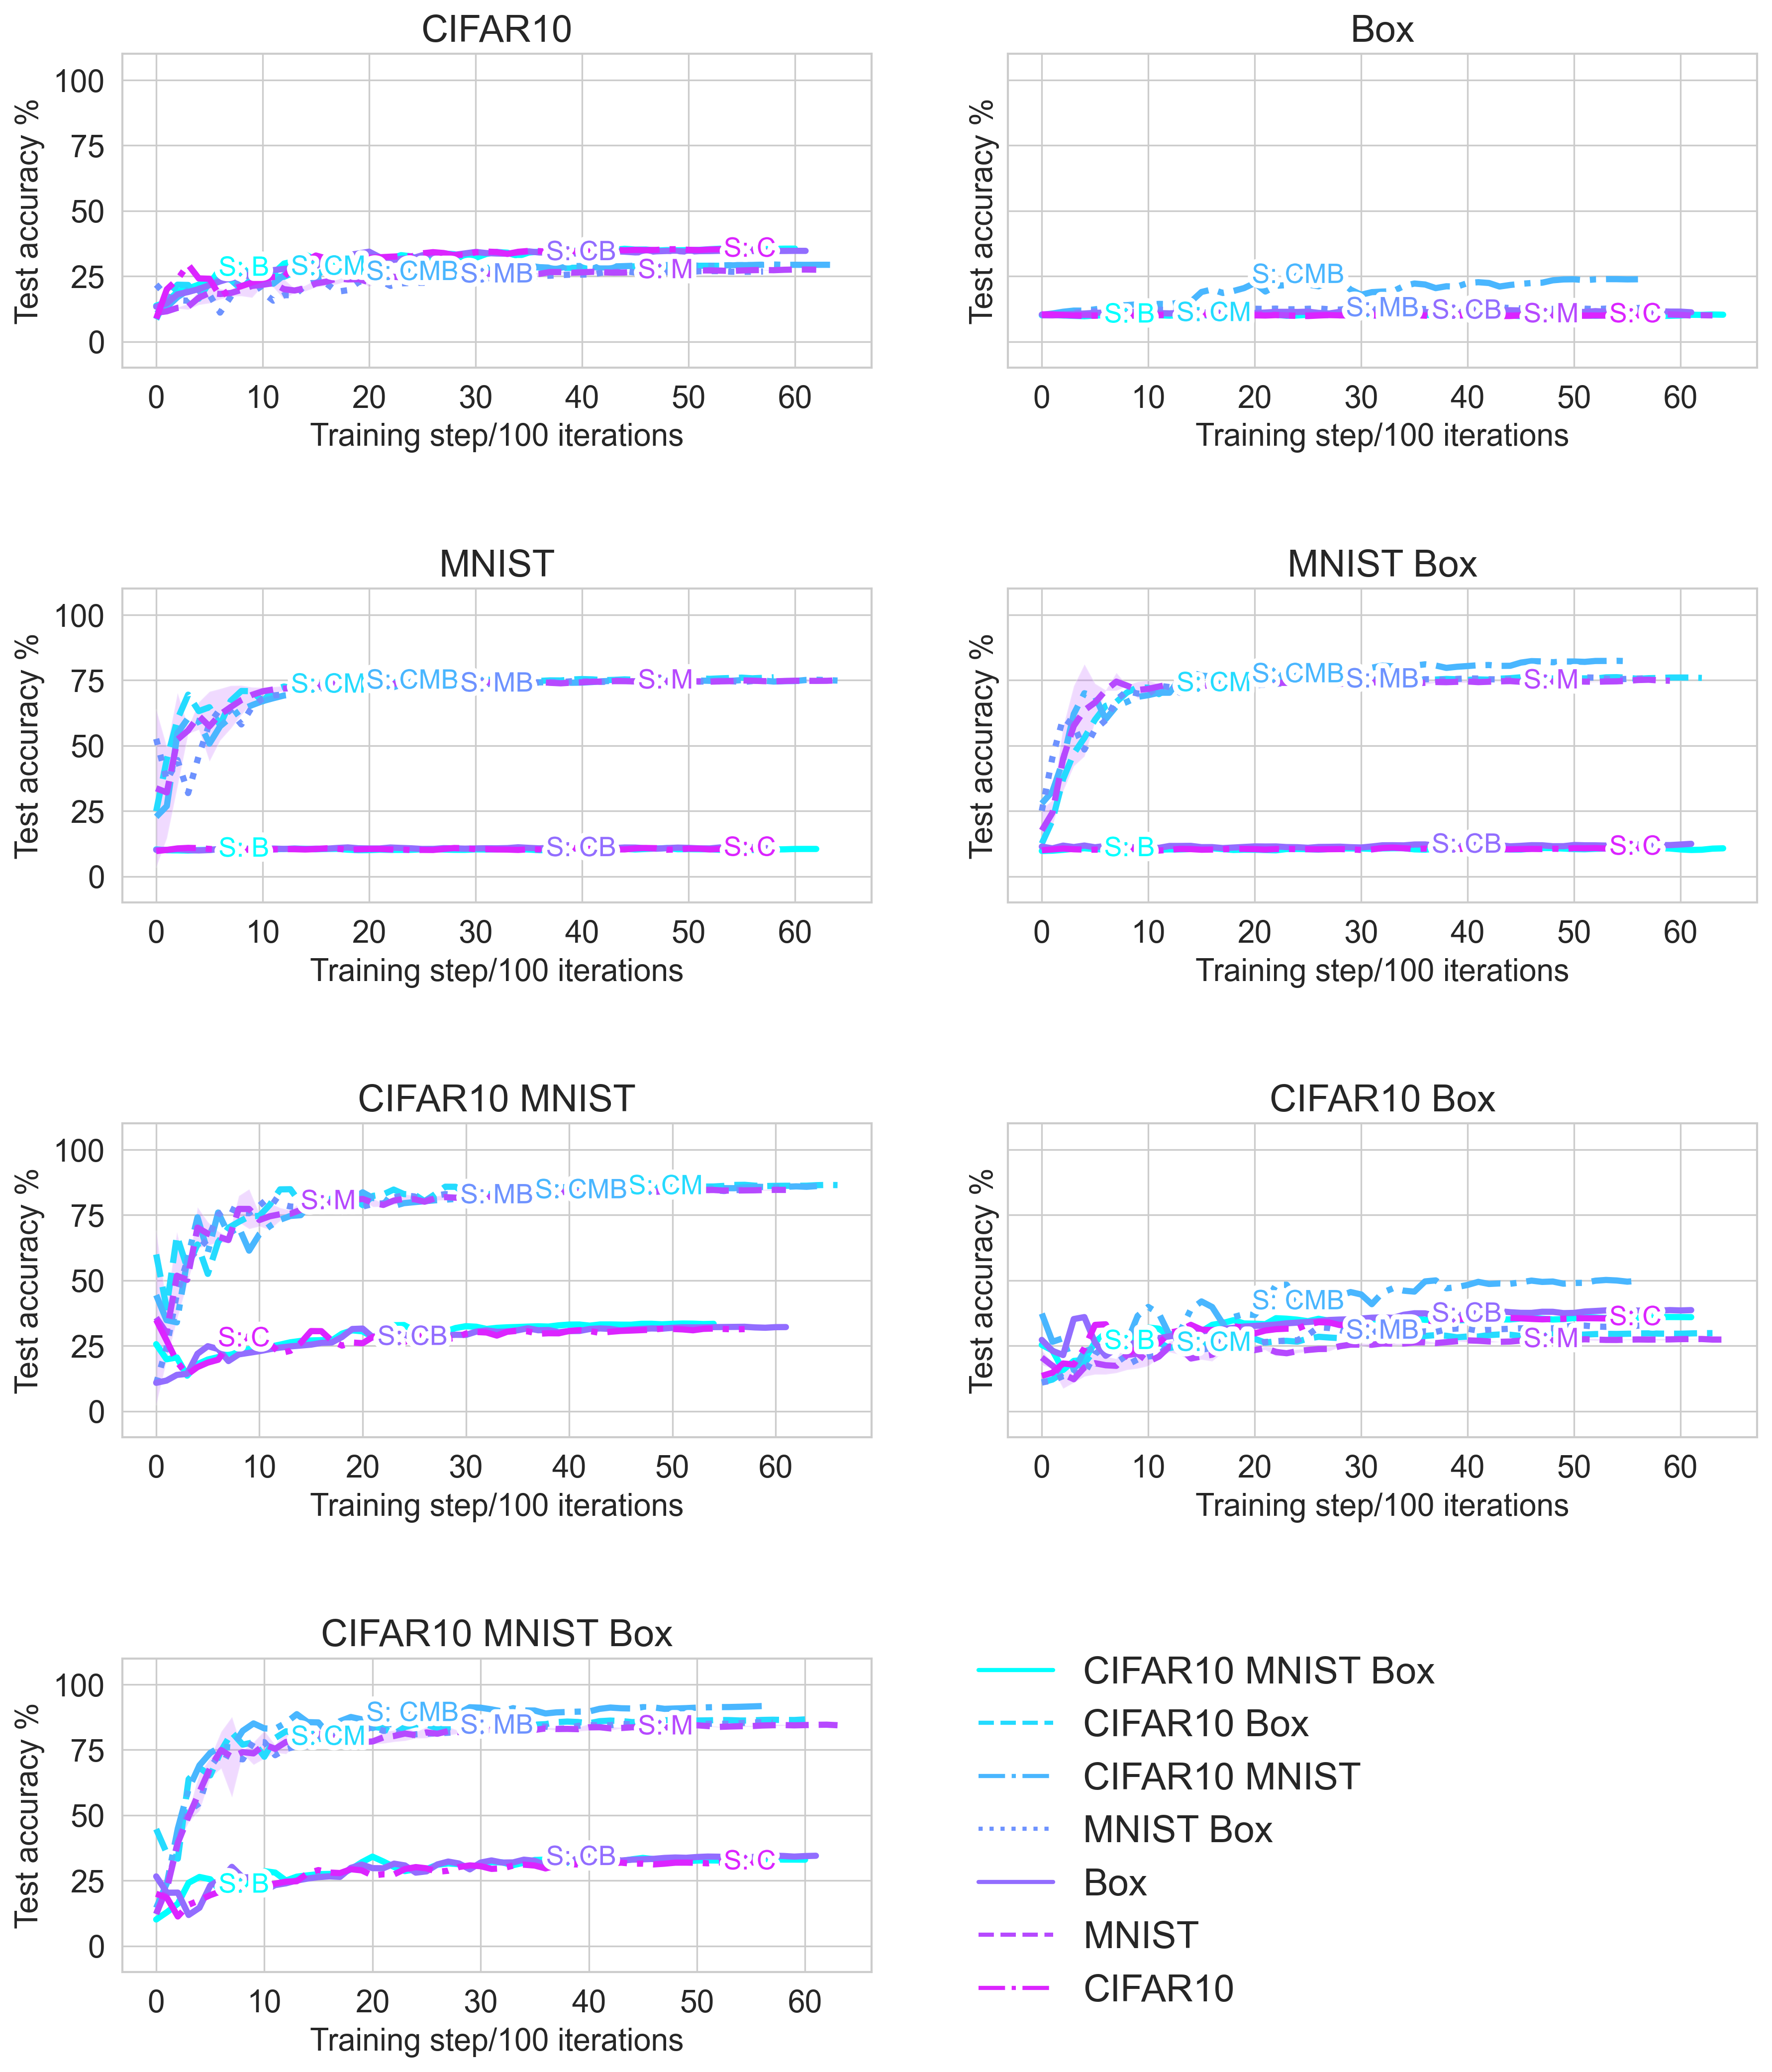 CIFAR10
Test accuracy %
100
75
50
25
0
S: B
S: CM
S: CMB
S: MB
S: CB
S: M
S: C
0 10 20 30 40 50 60
Training step/100 iterations
Box
Test accuracy %
S: B
S: CM
S: CMB
S: MB
S: CB
S: M
S: C
0 10 20 30 40 50 60
Training step/100 iterations
MNIST
Test accuracy %
100
75
50
25
0
S: CM
S: CMB
S: MB
S: M
S: B
S: CB
S: C
0 10 20 30 40 50 60
Training step/100 iterations
MNIST Box
Test accuracy %
S: CM
S: CMB
S: MB
S: M
S: B
S: CB
S: C
0 10 20 30 40 50 60
Training step/100 iterations
CIFAR10 MNIST
Test accuracy %
100
75
50
25
0
S: M
S: MB
S: CMB
S: CM
S: C
S: CB
0 10 20 30 40 50 60
Training step/100 iterations
CIFAR10 Box
Test accuracy %
S: B
S: CM
S: CMB
S: MB
S: CB
S: M
S: C
0 10 20 30 40 50 60
Training step/100 iterations
CIFAR10 MNIST Box
Test accuracy %
100
75
50
25
0
S: CM
S: CMB
S: MB
S: M
S: B
S: CB
S: C
0 10 20 30 40 50 60
Training step/100 iterations
CIFAR10 MNIST Box
CIFAR10 Box
CIFAR10 MNIST
MNIST Box
Box
MNIST
CIFAR10